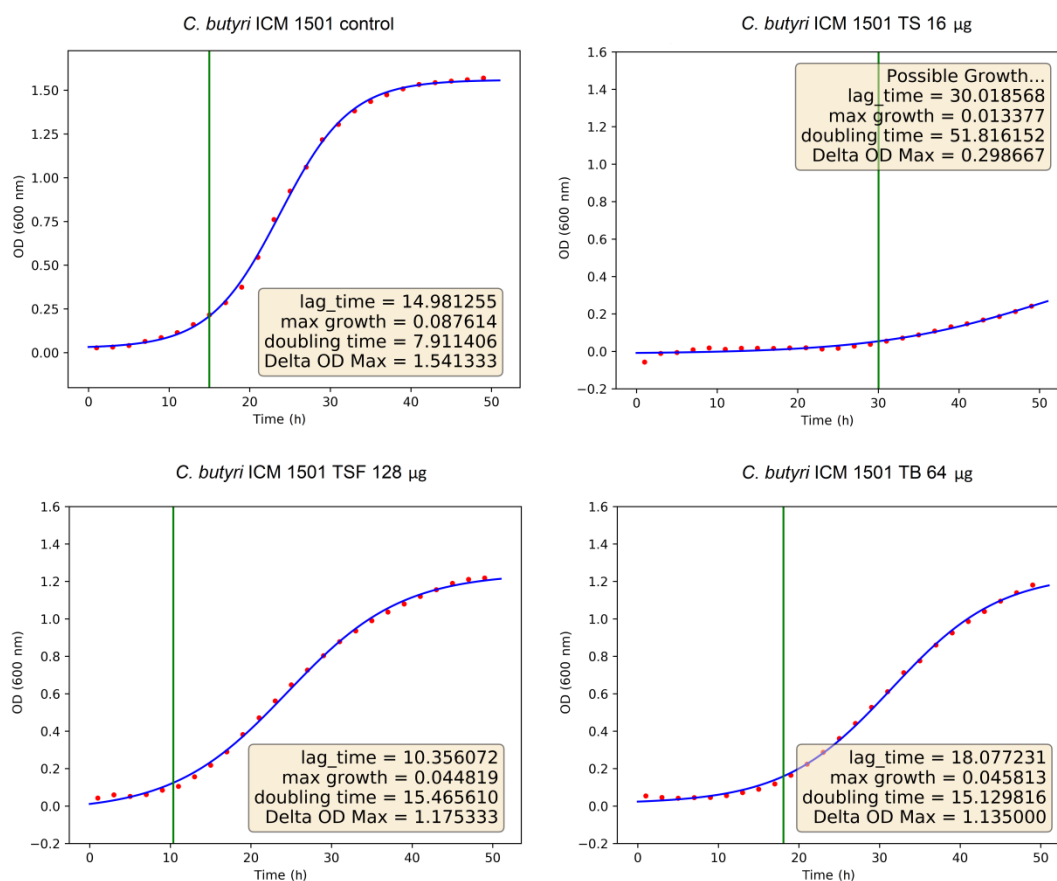 C. butyri ICM 1501 control
OD (600 nm)
1.50
1.25
1.00
0.75
0.50
0.25
0.00
lag_time = 14.981255
max growth = 0.087614
doubling time = 7.911406
Delta OD Max = 1.541333
0 10 20 30 40 50
Time (h)
C. butyri ICM 1501 TS 16 µg
OD (600 nm)
1.6
1.4
1.2
1.0
0.8
0.6
0.4
0.2
0.0
−0.2
Possible Growth...
lag_time = 30.018568
max growth = 0.013377
doubling time = 51.816152
Delta OD Max = 0.298667
0 10 20 30 40 50
Time (h)
C. butyri ICM 1501 TSF 128 µg
OD (600 nm)
1.6
1.4
1.2
1.0
0.8
0.6
0.4
0.2
0.0
−0.2
lag_time = 10.356072
max growth = 0.044819
doubling time = 15.465610
Delta OD Max = 1.175333
0 10 20 30 40 50
Time (h)
C. butyri ICM 1501 TB 64 µg
OD (600 nm)
1.6
1.4
1.2
1.0
0.8
0.6
0.4
0.2
0.0
−0.2
lag_time = 18.077231
max growth = 0.045813
doubling time = 15.129816
Delta OD Max = 1.135000
0 10 20 30 40 50
Time (h)